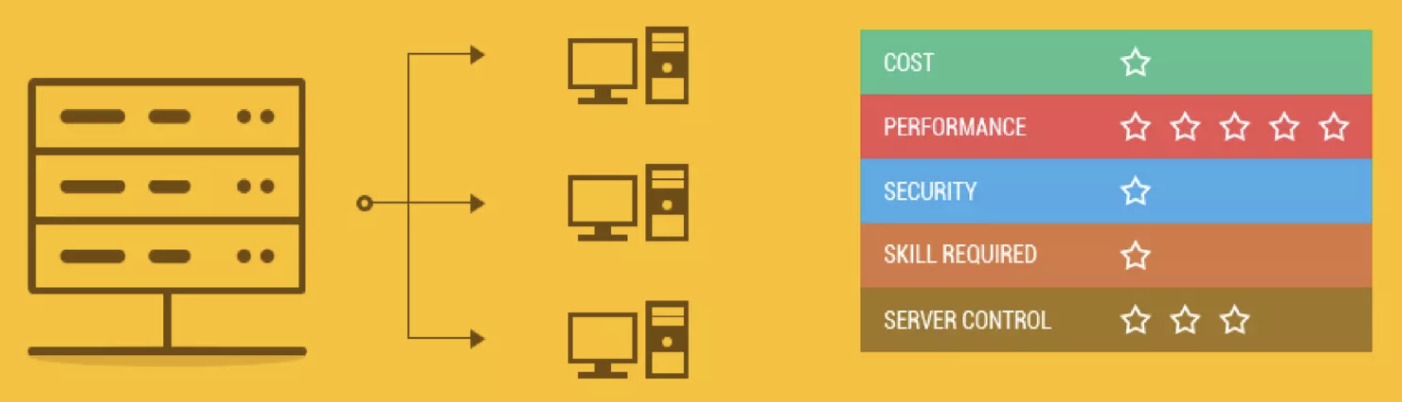 COST
PERFORMANCE
SECURITY
SKILL REQUIRED
SERVER CONTROL